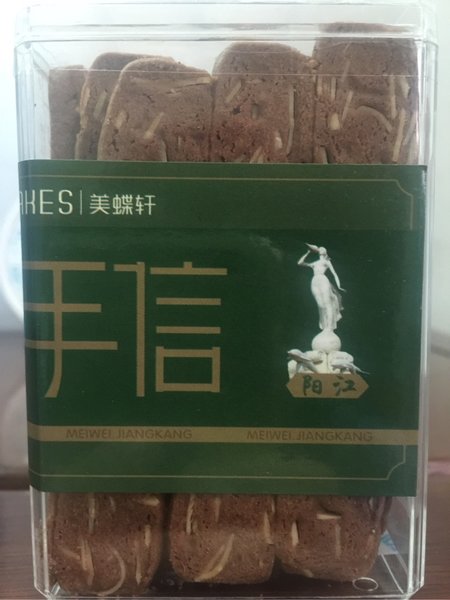 AKES | 美蝶轩
手信
阳江
MEIWEI JIANGKANG MEIWEI JIANGKANG